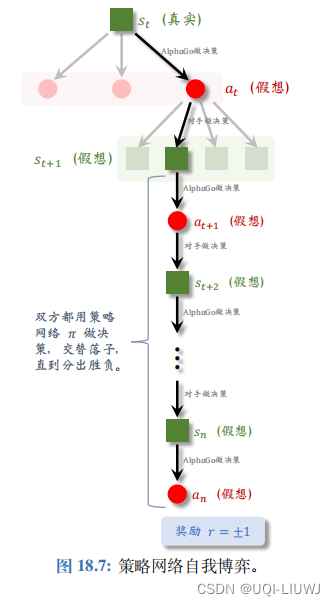 s_t (真实)
AlphaGo做决策
a_t (假想)
对手做决策
s_{t+1} (假想)
AlphaGo做决策
a_{t+1} (假想)
对手做决策
s_{t+2} (假想)
AlphaGo做决策
双方都用策略
网络 π 做决
策，交替落子，
直到分出胜负。
对手做决策
s_n (假想)
AlphaGo做决策
a_n (假想)
奖励 r = ±1
图 18.7: 策略网络自我博弈。
CSDN @UQI-LIUWJ